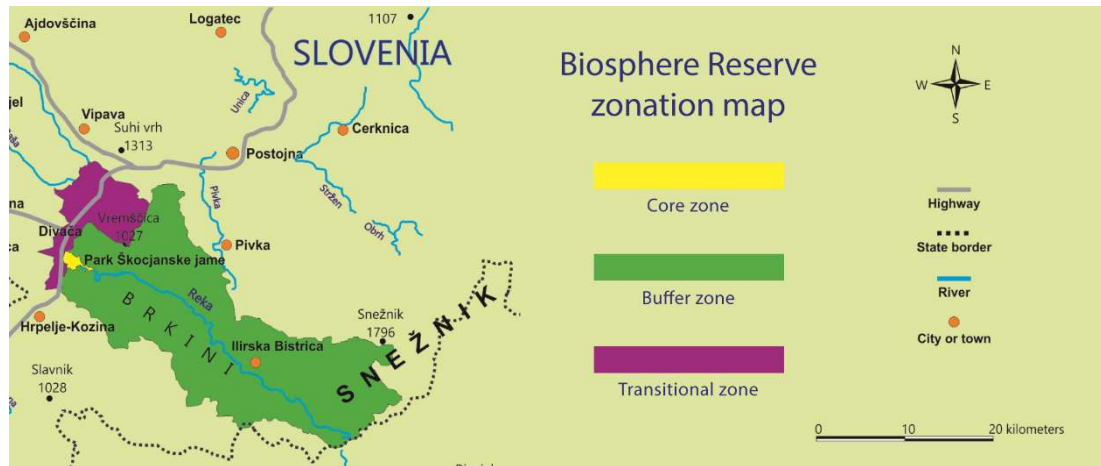 Ajdovščina
Logatec
1107
SLOVENIA
Vipava
Suhi vrh
1313
Unica
Cerknica
Postojna
Pivka
Stržen
Obrh
na
Vremščica
1027
Divača
ca
Park Škocjanske jame
Pivka
Reka
BRKINI
Hrpelje-Kozina
Ilirska Bistrica
Snežnik
1796
SNEŽNIK
Slavnik
1028
Biosphere Reserve
zonation map
Core zone
Buffer zone
Transitional zone
N
W E
S
Highway
State border
River
City or town
0 10 20 kilometers